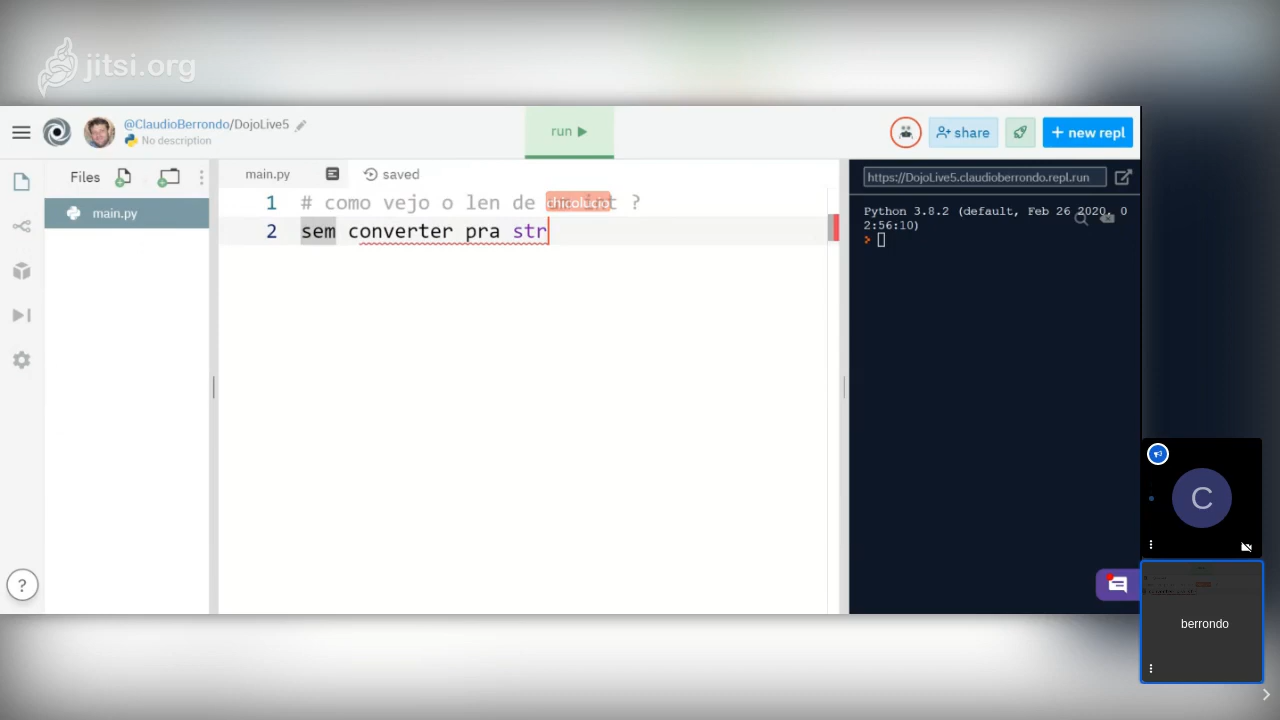 jitsi.org
@ClaudioBerrondo/DojoLive5
No description
run
share
+ new repl
Files
main.py
main.py
saved
1 # como vejo o len de int ?
chicolucio
2 sem converter pra str
https://DojoLive5.claudioberrondo.repl.run
Python 3.8.2 (default, Feb 26 2020, 0
2:56:10)
>
?
C
berrondo